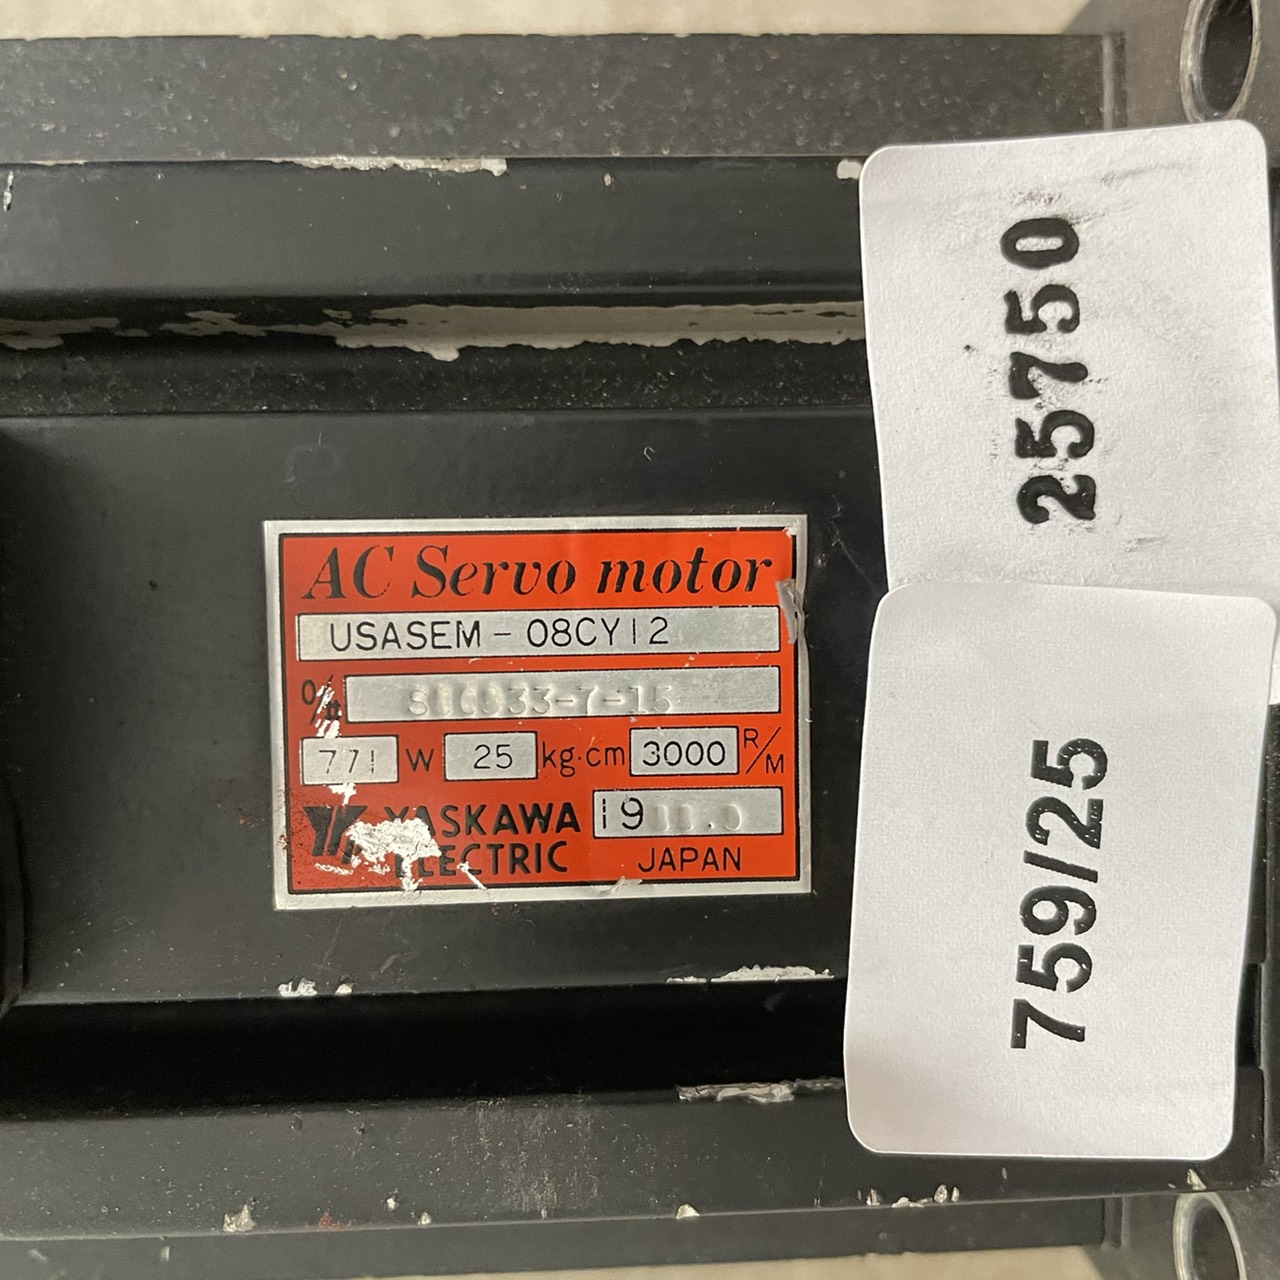 AC Servo motor
USASEM-08CY12
%
771 W 25 kg·cm 3000 R/M
YASKAWA
ELECTRIC
19
JAPAN
25750
759/25